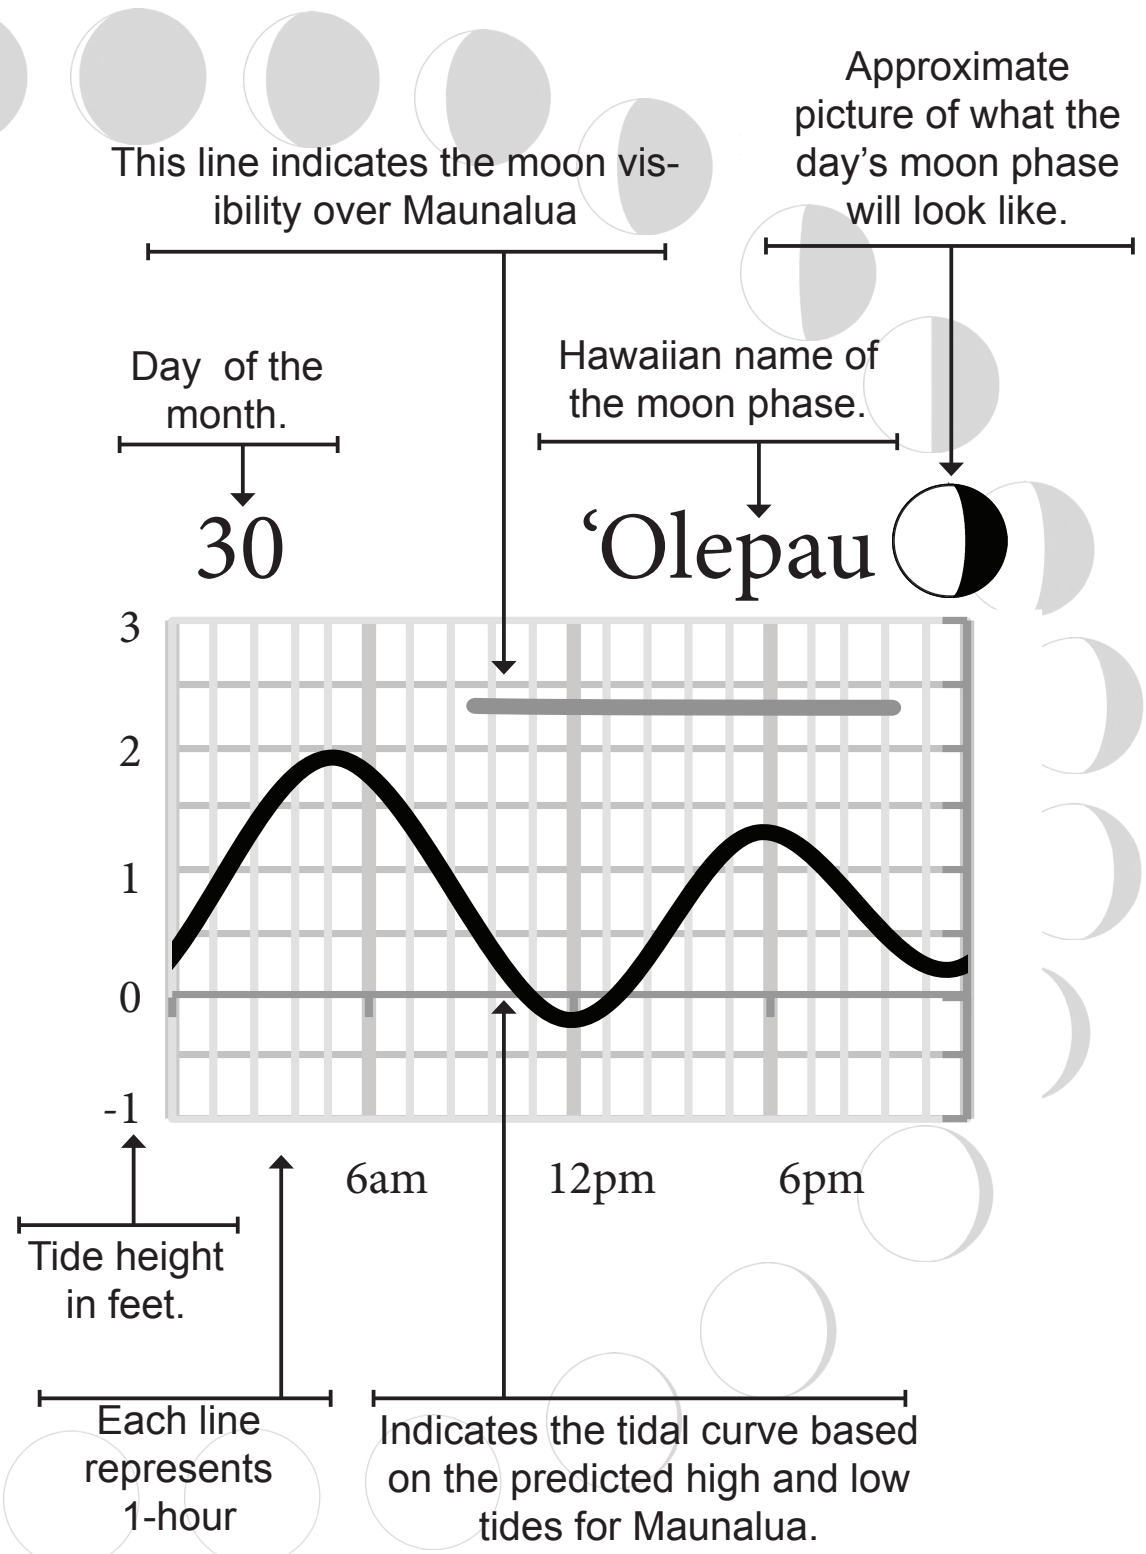 Approximate
picture of what the
day’s moon phase
will look like.
This line indicates the moon vis-
ibility over Maunalua
Day of the
month.
Hawaiian name of
the moon phase.
30
‘Olepau
3
2
1
0
-1
6am 12pm 6pm
Tide height
in feet.
Each line
represents
1-hour
Indicates the tidal curve based
on the predicted high and low
tides for Maunalua.